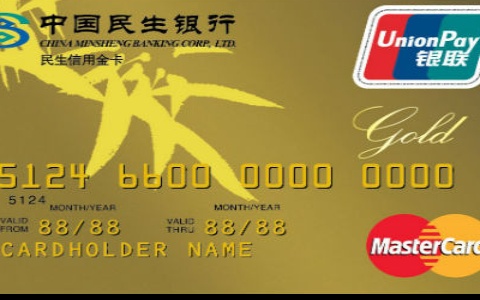 中国民生银行
CHINA MINSHENG BANKING CORP., LTD.
民生信用金卡
UnionPay
银联
Gold
5124 6600 0000 0000
5124
MONTH/YEAR MONTH/YEAR
VALID FROM 88/88 VALID THRU 88/88
CARDHOLDER NAME
MasterCard